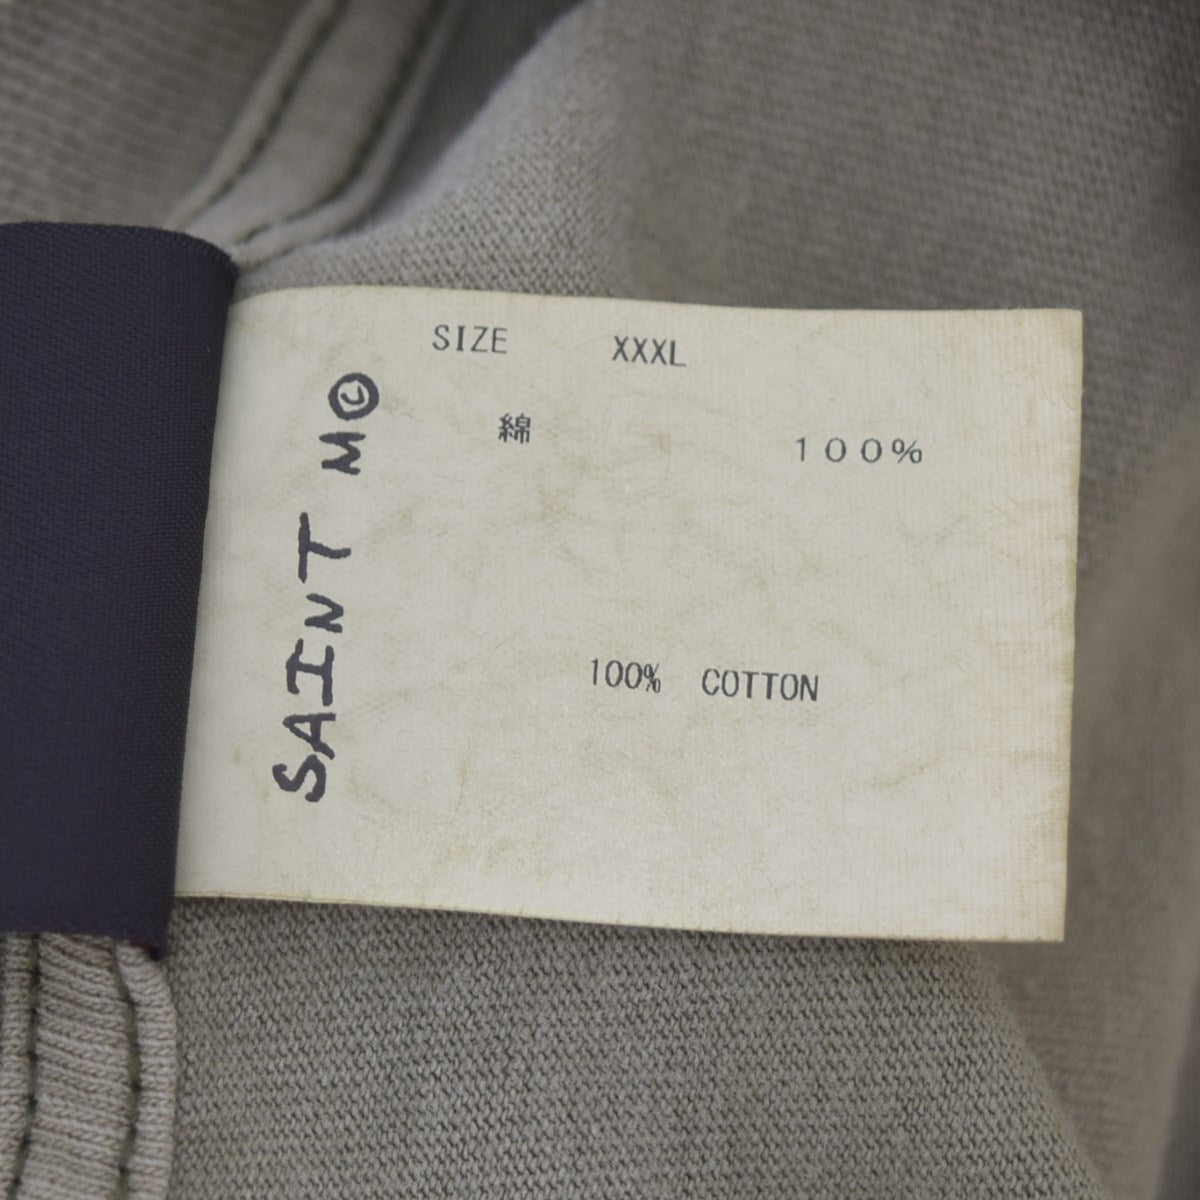 SIZE XXXL
綿 100%
100% COTTON
SAINT M©